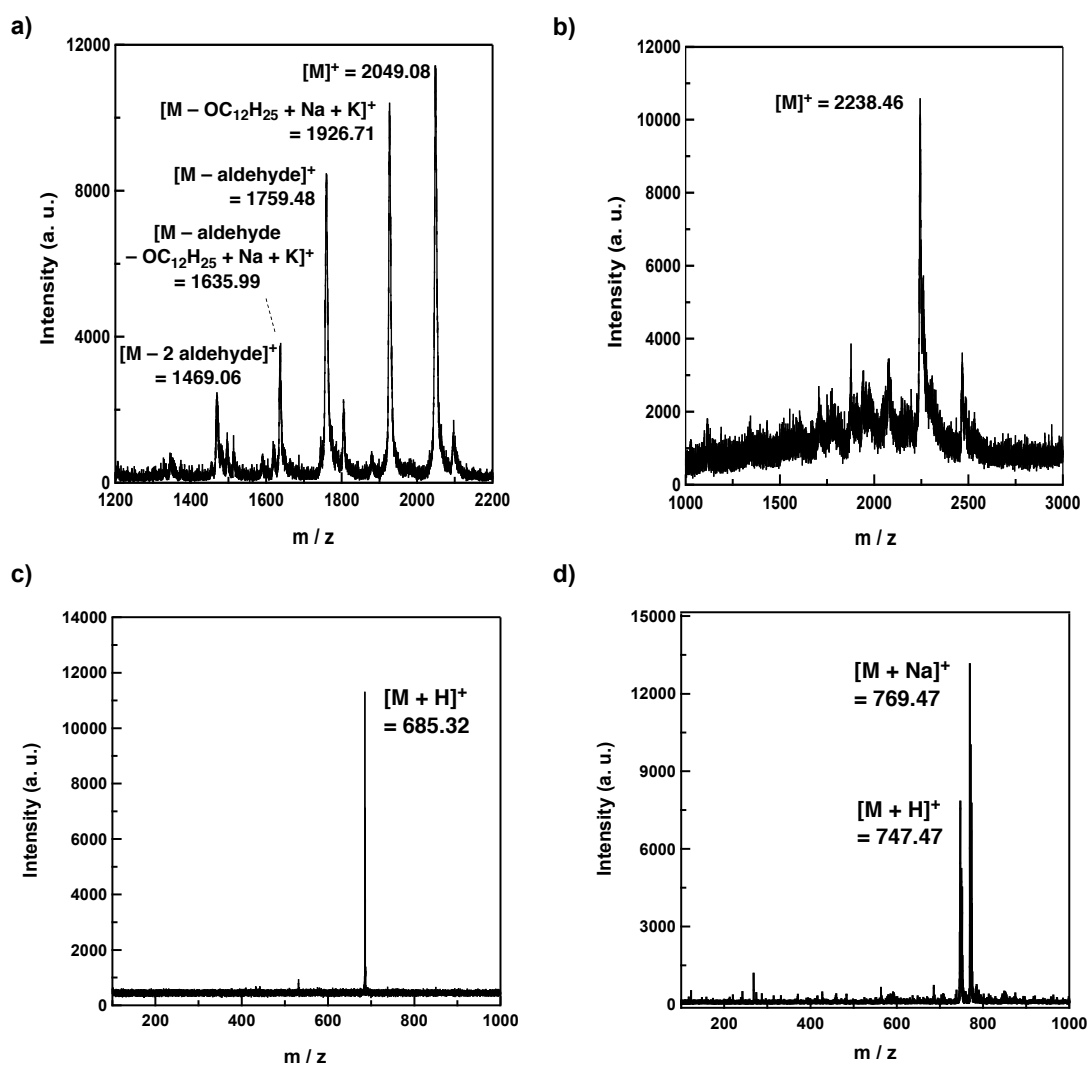 a)
12000
8000
4000
0
Intensity (a. u.)
[M]⁺ = 2049.08
[M – OC₁₂H₂₅ + Na + K]⁺
= 1926.71
[M – aldehyde]⁺
= 1759.48
[M – aldehyde
– OC₁₂H₂₅ + Na + K]⁺
= 1635.99
[M – 2 aldehyde]⁺
= 1469.06
1200 1400 1600 1800 2000 2200
m / z
b)
12000
10000
8000
6000
4000
2000
0
Intensity (a. u.)
[M]⁺ = 2238.46
1000 1500 2000 2500 3000
m / z
c)
14000
12000
10000
8000
6000
4000
2000
0
Intensity (a. u.)
[M + H]⁺
= 685.32
200 400 600 800 1000
m / z
d)
15000
12000
9000
6000
3000
0
Intensity (a. u.)
[M + Na]⁺
= 769.47
[M + H]⁺
= 747.47
200 400 600 800 1000
m / z